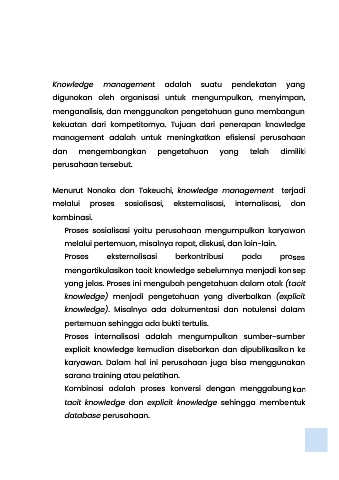 Knowledge management adalah suatu pendekatan yang
digunakan oleh organisasi untuk mengumpulkan, menyimpan,
menganalisis, dan menggunakan pengetahuan guna membangun
kekuatan dari kompetitornya. Tujuan dari penerapan knowledge
management adalah untuk meningkatkan efisiensi perusahaan
dan mengembangkan pengetahuan yang telah dimiliki
perusahaan tersebut.
Menurut Nonaka dan Takeuchi, knowledge management terjadi
melalui proses sosialisasi, eksternalisasi, internalisasi, dan
kombinasi.
Proses sosialisasi yaitu perusahaan mengumpulkan karyawan
melalui pertemuan, misalnya rapat, diskusi, dan lain-lain.
Proses eksternalisasi berkontribusi pada proses
mengartikulasikan tacit knowledge sebelumnya menjadi konsep
yang jelas. Proses ini mengubah pengetahuan dalam otak (tacit
knowledge) menjadi pengetahuan yang diverbalkan (explicit
knowledge). Misalnya ada dokumentasi dan notulensi dalam
pertemuan sehingga ada bukti tertulis.
Proses internalisasi adalah mengumpulkan sumber-sumber
explicit knowledge kemudian disebarkan dan dipublikasikan ke
karyawan. Dalam hal ini perusahaan juga bisa menggunakan
sarana training atau pelatihan.
Kombinasi adalah proses konversi dengan menggabungkan
tacit knowledge dan explicit knowledge sehingga membentuk
database perusahaan.